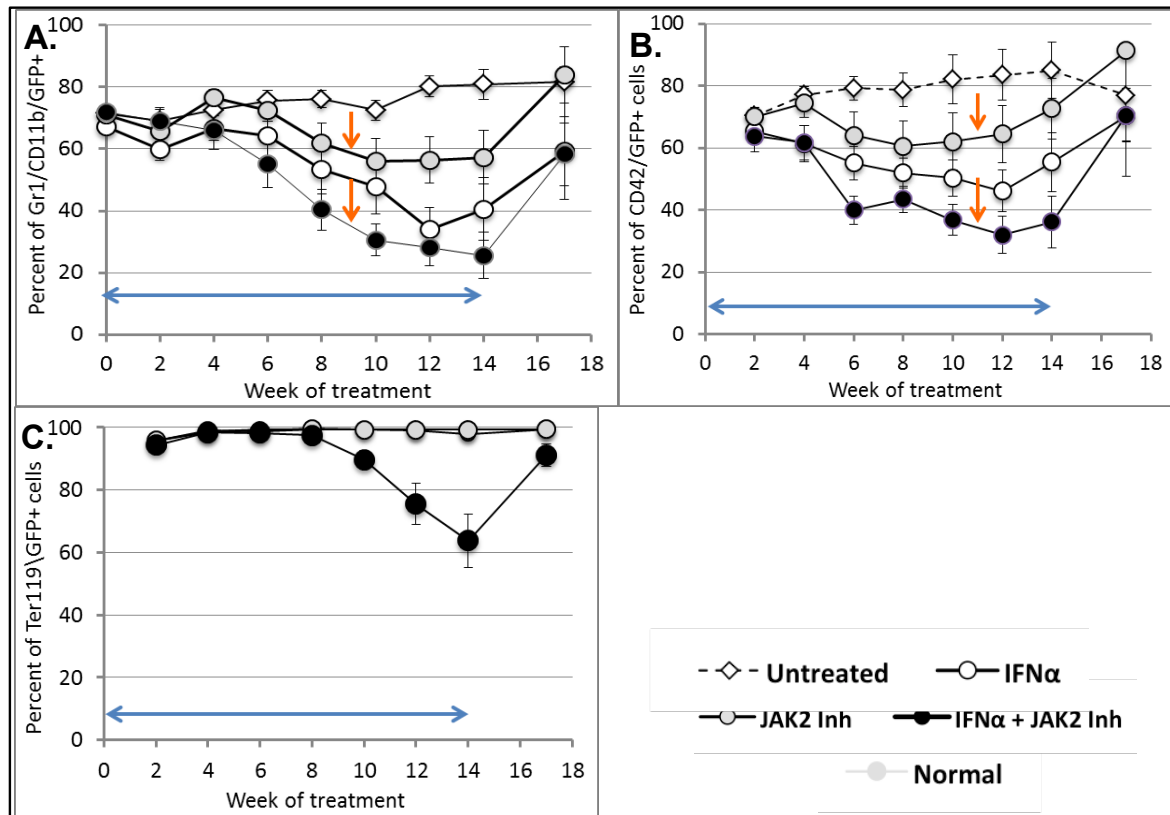 A.
Percent of Gr1/CD11b/GFP+
100
80
60
40
20
0
0 2 4 6 8 10 12 14 16 18
Week of treatment
B.
Percent of CD42/GFP+ cells
100
80
60
40
20
0
0 2 4 6 8 10 12 14 16 18
Week of treatment
C.
Percent of Ter119\GFP+ cells
100
80
60
40
20
0
0 2 4 6 8 10 12 14 16 18
Week of treatment
Untreated IFNα
JAK2 Inh IFNα + JAK2 Inh
Normal